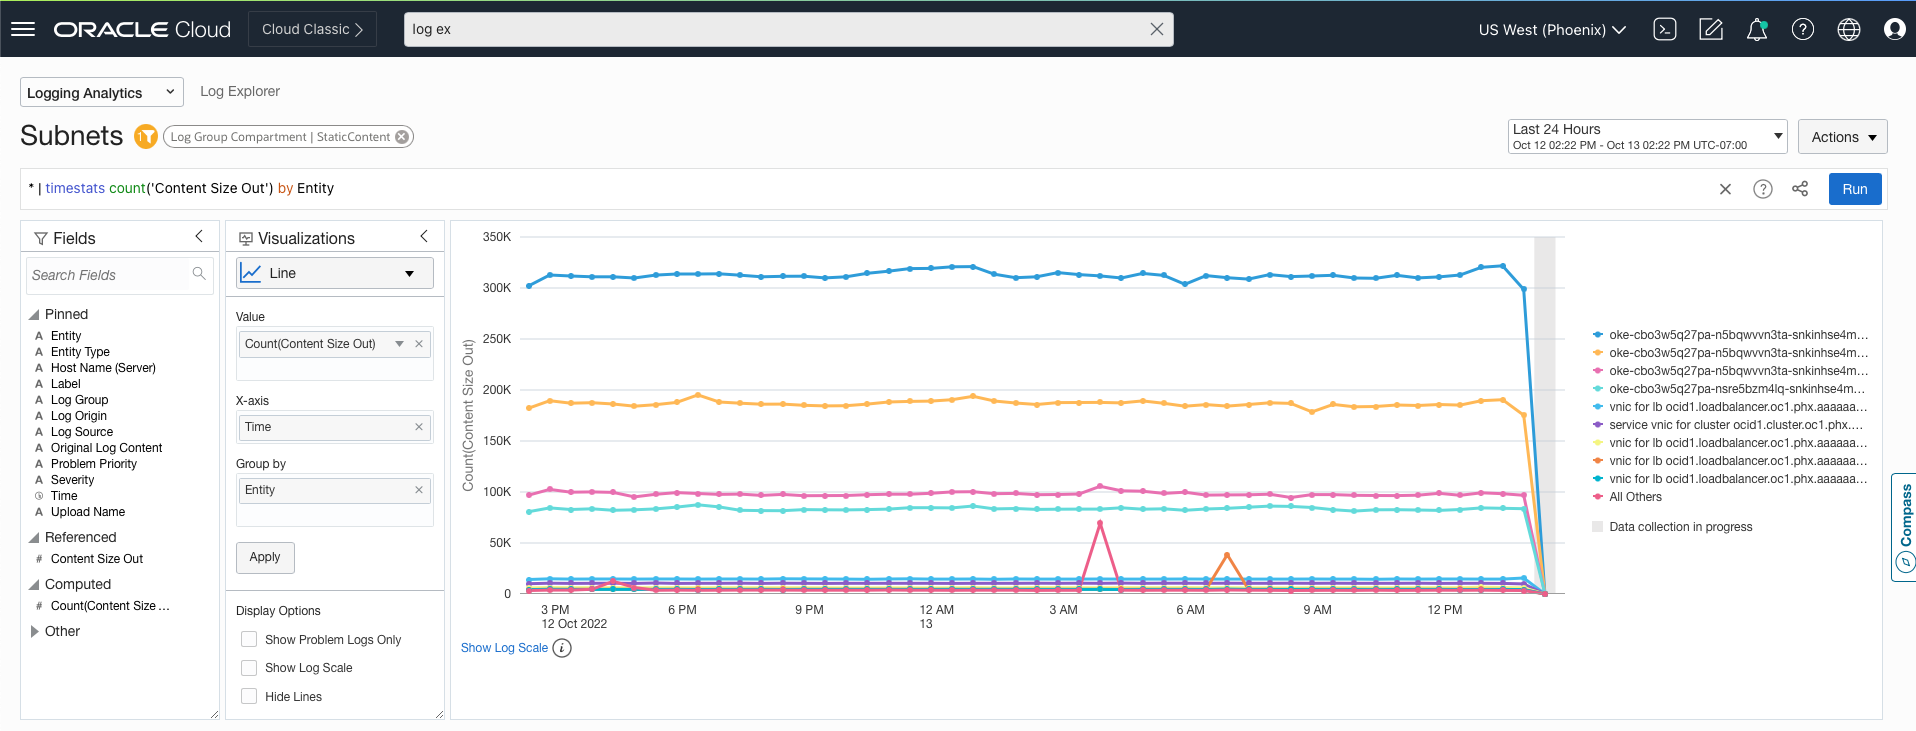 ORACLE Cloud
Cloud Classic
log ex
US West (Phoenix)
Logging Analytics
Log Explorer
Subnets
1
Log Group Compartment | StaticContent
Last 24 Hours
Oct 12 02:22 PM - Oct 13 02:22 PM UTC-07:00
Actions
* | timestats count('Content Size Out') by Entity
Run
Fields
Search Fields
Pinned
A Entity
A Entity Type
A Host Name (Server)
A Label
A Log Group
A Log Origin
A Log Source
A Original Log Content
A Problem Priority
A Severity
Time
A Upload Name
Referenced
# Content Size Out
Computed
# Count(Content Size ...
Other
Visualizations
Line
Value
Count(Content Size Out)
X-axis
Time
Group by
Entity
Apply
Display Options
Show Problem Logs Only
Show Log Scale
Hide Lines
Count(Content Size Out)
350K
300K
250K
200K
150K
100K
50K
0
3 PM
12 Oct 2022
6 PM
9 PM
12 AM
13
3 AM
6 AM
9 AM
12 PM
Show Log Scale
oke-cbo3w5q27pa-n5bqwvvn3ta-snkinhse4m...
oke-cbo3w5q27pa-n5bqwvvn3ta-snkinhse4m...
oke-cbo3w5q27pa-n5bqwvvn3ta-snkinhse4m...
oke-cbo3w5q27pa-nsre5bzm4lq-snkinhse4m...
vnic for lb ocid1.loadbalancer.oc1.phx.aaaaaa...
service vnic for cluster ocid1.cluster.oc1.phx....
vnic for lb ocid1.loadbalancer.oc1.phx.aaaaaa...
vnic for lb ocid1.loadbalancer.oc1.phx.aaaaaa...
vnic for lb ocid1.loadbalancer.oc1.phx.aaaaaa...
All Others
Data collection in progress
Compass